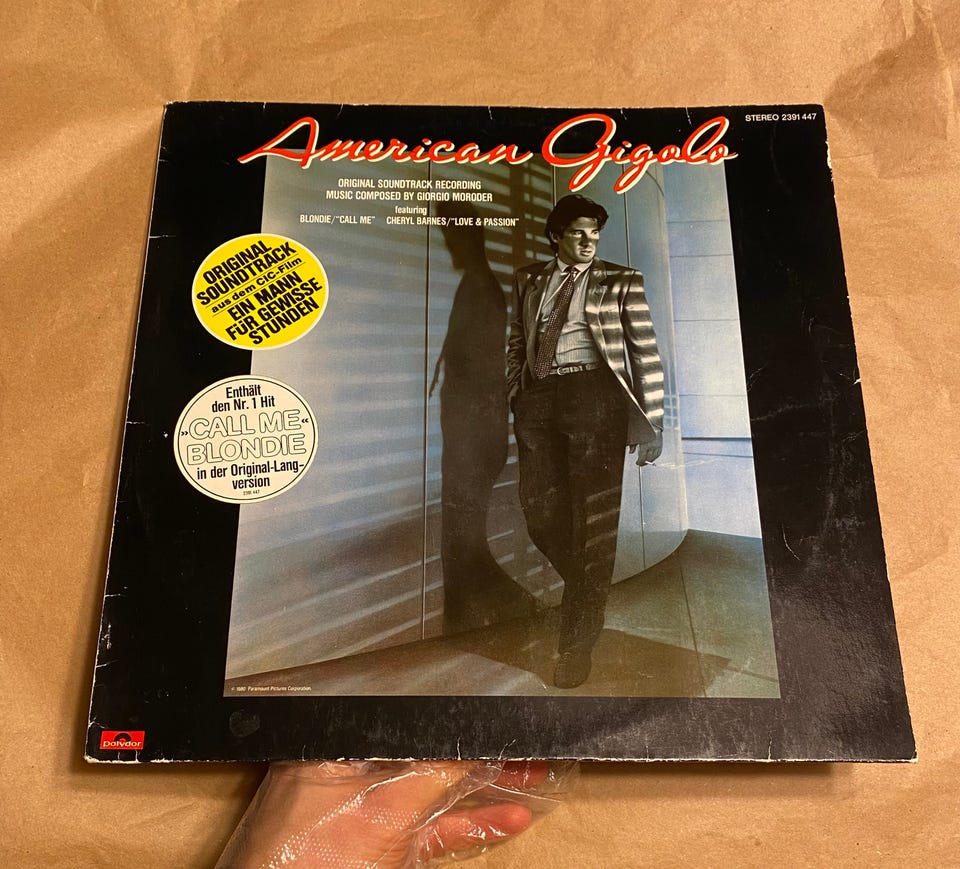 STEREO 2391 447
American Gigolo
ORIGINAL SOUNDTRACK RECORDING
MUSIC COMPOSED BY GIORGIO MORODER
featuring
BLONDIE/"CALL ME" CHERYL BARNES/"LOVE & PASSION"
ORIGINAL
SOUNDTRACK
aus dem CiC-Film
EIN MANN
FÜR GEWISSE
STUNDEN
Enthält
den Nr. 1 Hit
»CALL ME«
BLONDIE
in der Original-Lang-
version
2391 447
© 1980 Paramount Pictures Corporation.
polydor